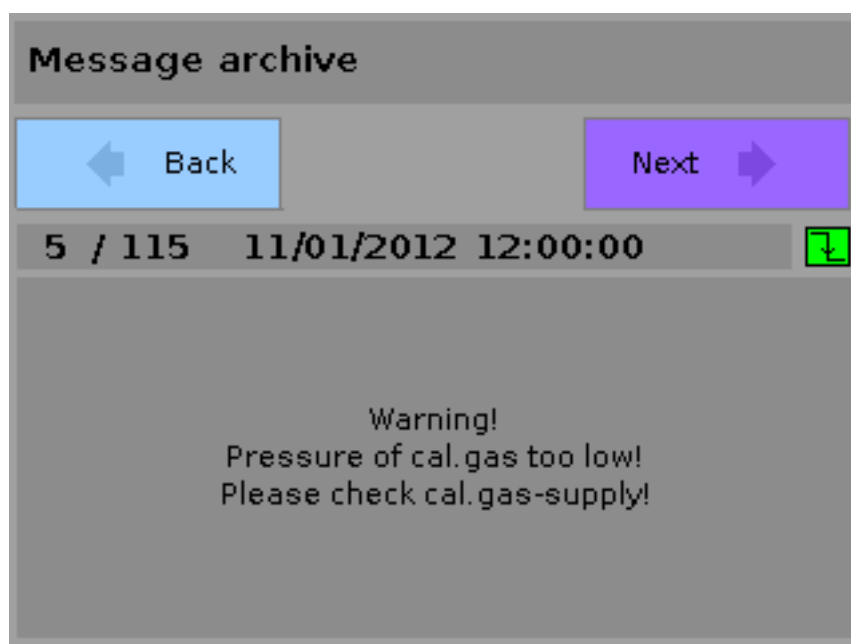 Message archive
Back
Next
5 / 115 11/01/2012 12:00:00
Warning!
Pressure of cal.gas too low!
Please check cal.gas-supply!